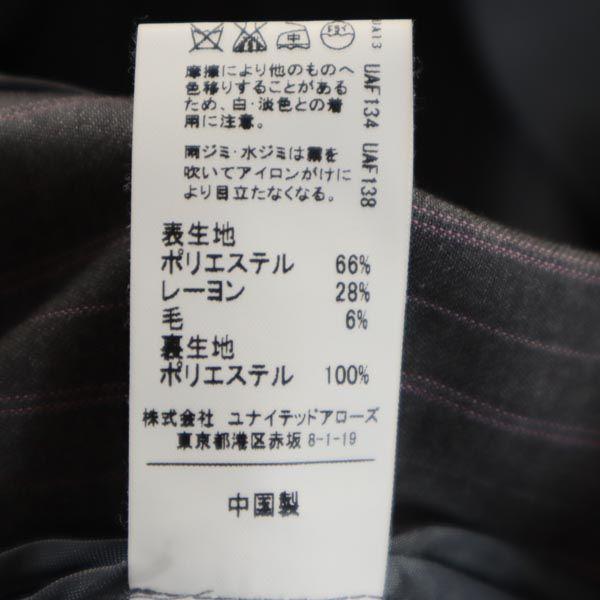 摩擦により他のものへ
色移りすることがある
ため、白・淡色との着
用に注意。
雨ジミ・水ジミは霧を
吹いてアイロンがけに
より目立たなくなる。
表生地
ポリエステル 66%
レーヨン 28%
毛 6%
裏生地
ポリエステル 100%
株式会社 ユナイテッドアローズ
東京都港区赤坂 8-1-19
中国製
UA13 UAF134 UAF138